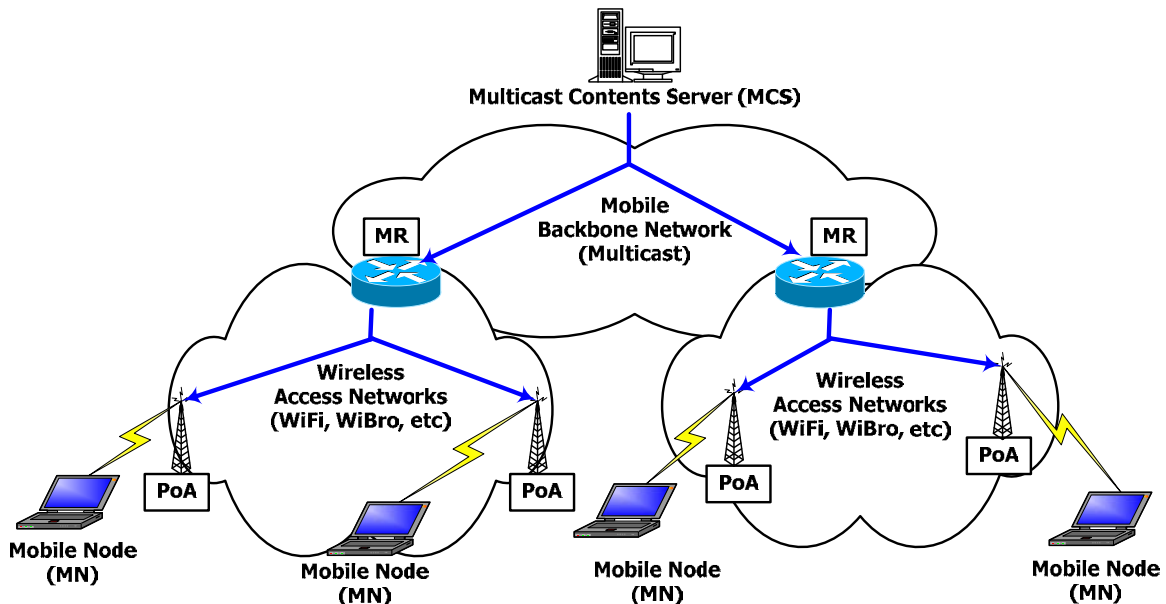 Multicast Contents Server (MCS)
Mobile
Backbone Network
(Multicast)
MR
MR
Wireless
Access Networks
(WiFi, WiBro, etc)
Wireless
Access Networks
(WiFi, WiBro, etc)
PoA
PoA
PoA
PoA
Mobile Node
(MN)
Mobile Node
(MN)
Mobile Node
(MN)
Mobile Node
(MN)